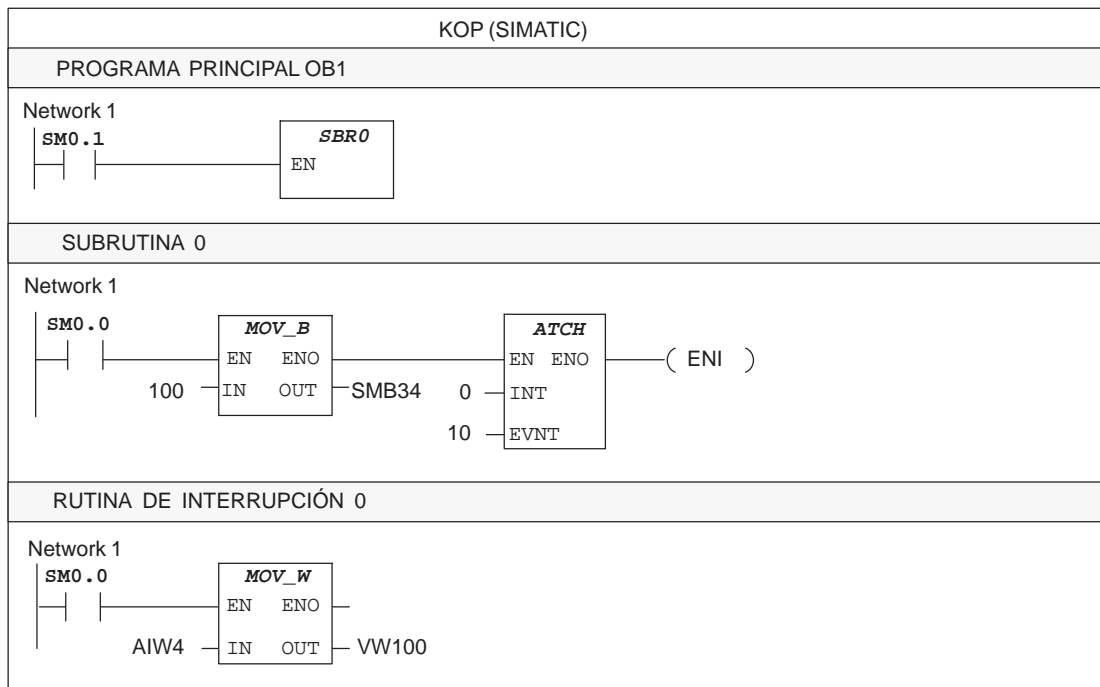 KOP (SIMATIC)
PROGRAMA PRINCIPAL OB1
Network 1
SM0.1
SBR0
EN
SUBRUTINA 0
Network 1
SM0.0
MOV_B
ATCH
EN ENO
EN ENO
( ENI )
100
IN OUT
SMB34
0
INT
10
EVNT
RUTINA DE INTERRUPCIÓN 0
Network 1
SM0.0
MOV_W
EN ENO
AIW4
IN OUT
VW100